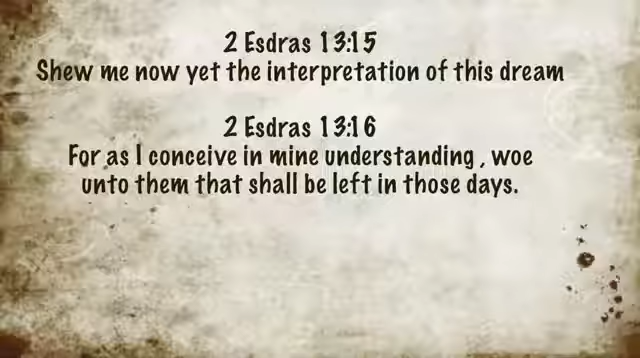 2 Esdras 13:15
Shew me now yet the interpretation of this dream
2 Esdras 13:16
For as I conceive in mine understanding , woe
unto them that shall be left in those days.